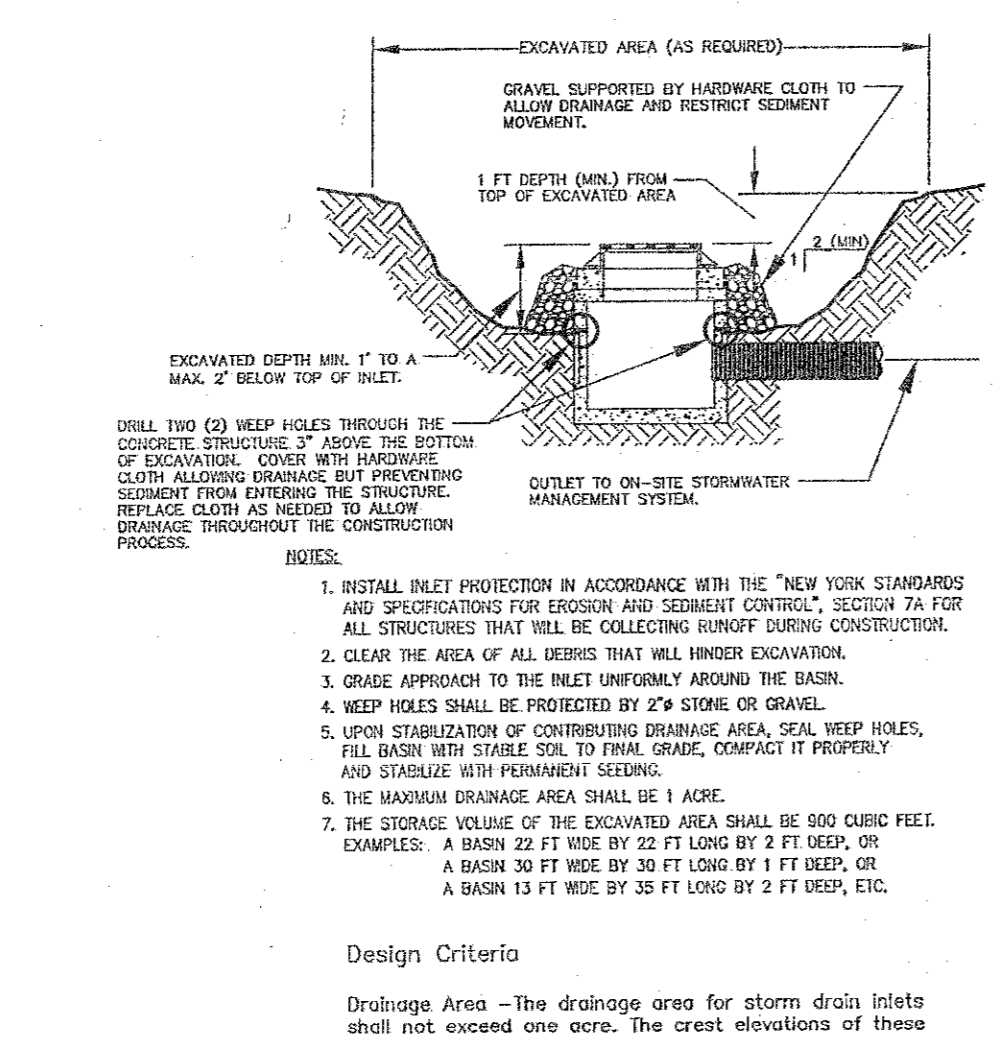 EXCAVATED AREA (AS REQUIRED)
GRAVEL SUPPORTED BY HARDWARE CLOTH TO
ALLOW DRAINAGE AND RESTRICT SEDIMENT
MOVEMENT.
1 FT DEPTH (MIN.) FROM
TOP OF EXCAVATED AREA
2 (MIN)
1
EXCAVATED DEPTH MIN. 1' TO A
MAX. 2' BELOW TOP OF INLET.
DRILL TWO (2) WEEP HOLES THROUGH THE
CONCRETE STRUCTURE 3" ABOVE THE BOTTOM
OF EXCAVATION. COVER WITH HARDWARE
CLOTH ALLOWING DRAINAGE BUT PREVENTING
SEDIMENT FROM ENTERING THE STRUCTURE.
REPLACE CLOTH AS NEEDED TO ALLOW
DRAINAGE THROUGHOUT THE CONSTRUCTION
PROCESS.
OUTLET TO ON-SITE STORMWATER
MANAGEMENT SYSTEM.
NOTES:
1. INSTALL INLET PROTECTION IN ACCORDANCE WITH THE "NEW YORK STANDARDS
AND SPECIFICATIONS FOR EROSION AND SEDIMENT CONTROL", SECTION 7A FOR
ALL STRUCTURES THAT WILL BE COLLECTING RUNOFF DURING CONSTRUCTION.
2. CLEAR THE AREA OF ALL DEBRIS THAT WILL HINDER EXCAVATION.
3. GRADE APPROACH TO THE INLET UNIFORMLY AROUND THE BASIN.
4. WEEP HOLES SHALL BE PROTECTED BY 2"ø STONE OR GRAVEL.
5. UPON STABILIZATION OF CONTRIBUTING DRAINAGE AREA, SEAL WEEP HOLES,
FILL BASIN WITH STABLE SOIL TO FINAL GRADE, COMPACT IT PROPERLY
AND STABILIZE WITH PERMANENT SEEDING.
6. THE MAXIMUM DRAINAGE AREA SHALL BE 1 ACRE.
7. THE STORAGE VOLUME OF THE EXCAVATED AREA SHALL BE 900 CUBIC FEET.
EXAMPLES: A BASIN 22 FT WIDE BY 22 FT LONG BY 2 FT DEEP, OR
A BASIN 30 FT WIDE BY 30 FT LONG BY 1 FT DEEP, OR
A BASIN 13 FT WIDE BY 35 FT LONG BY 2 FT DEEP, ETC.
Design Criteria
Drainage Area -The drainage area for storm drain inlets
shall not exceed one acre. The crest elevations of these